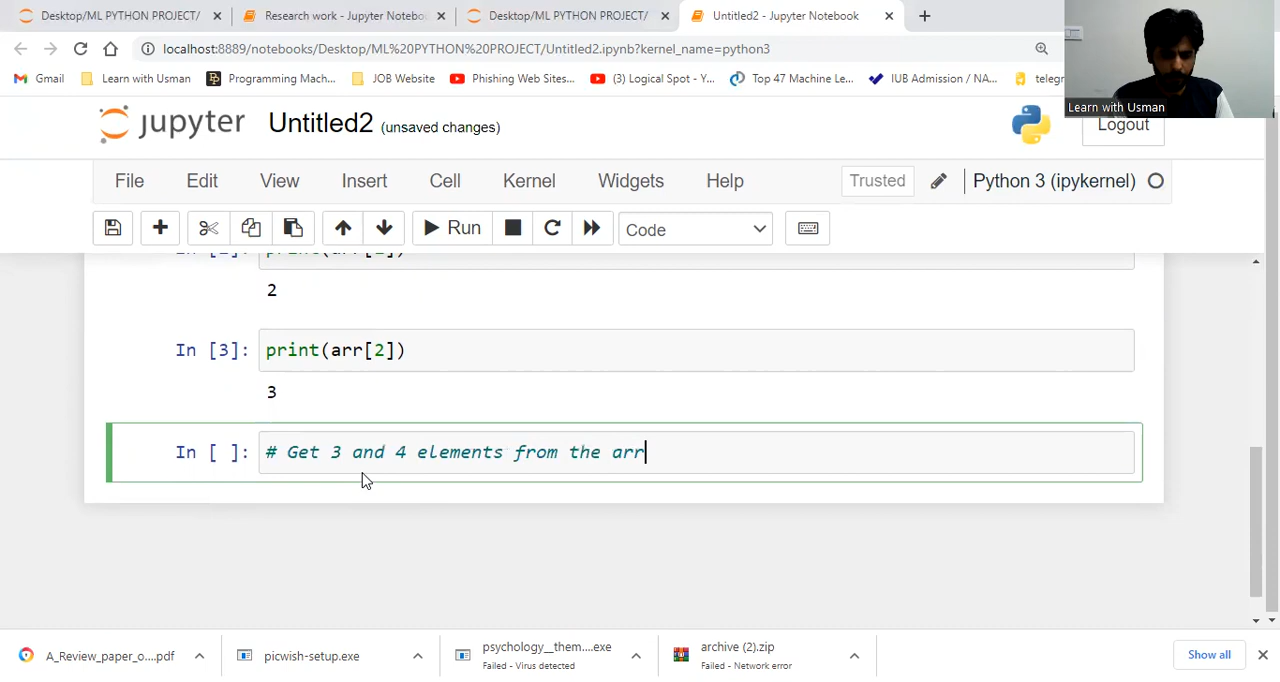 Desktop/ML PYTHON PROJECT/
Research work - Jupyter Notebo
Desktop/ML PYTHON PROJECT/
Untitled2 - Jupyter Notebook
localhost:8889/notebooks/Desktop/ML%20PYTHON%20PROJECT/Untitled2.ipynb?kernel_name=python3
Gmail
Learn with Usman
Programming Mach...
JOB Website
Phishing Web Sites...
(3) Logical Spot - Y...
Top 47 Machine Le...
IUB Admission / NA...
telegr
Learn with Usman
jupyter Untitled2 (unsaved changes)
Logout
File Edit View Insert Cell Kernel Widgets Help
Trusted
Python 3 (ipykernel)
Run
Code
2
In [3]: print(arr[2])
3
In [ ]: # Get 3 and 4 elements from the arr
A_Review_paper_o....pdf
picwish-setup.exe
psychology__them....exe
Failed - Virus detected
archive (2).zip
Failed - Network error
Show all